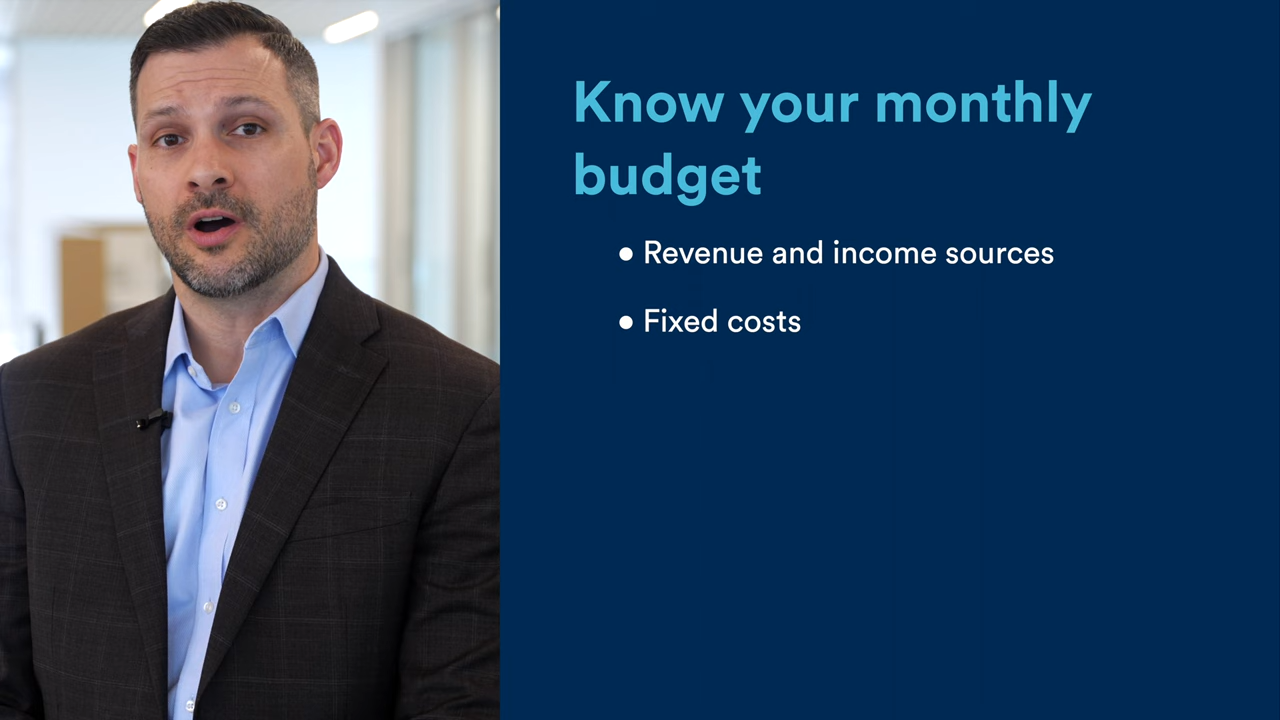 Know your monthly
budget
• Revenue and income sources
• Fixed costs